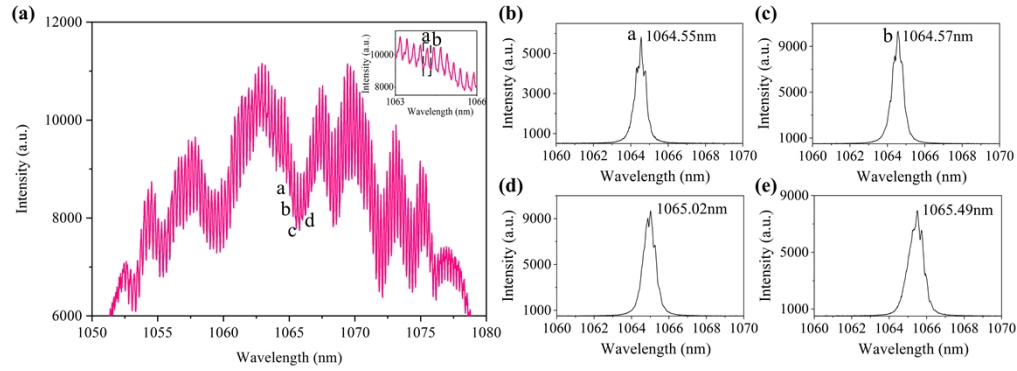 (a)
12000
10000
8000
6000
Intensity (a.u.)
1050 1055 1060 1065 1070 1075 1080
Wavelength (nm)
a
b
c
d
a
b
10000
8000
Intensity (a.u.)
1063 1066
Wavelength (nm)
(b)
a
1064.55nm
5000
3000
1000
Intensity (a.u.)
1060 1062 1064 1066 1068 1070
Wavelength (nm)
(c)
b
1064.57nm
9000
5000
1000
Intensity (a.u.)
1060 1062 1064 1066 1068 1070
Wavelength (nm)
(d)
1065.02nm
9000
5000
1000
Intensity (a.u.)
1060 1062 1064 1066 1068 1070
Wavelength (nm)
(e)
1065.49nm
9000
5000
1000
Intensity (a.u.)
1060 1062 1064 1066 1068 1070
Wavelength (nm)